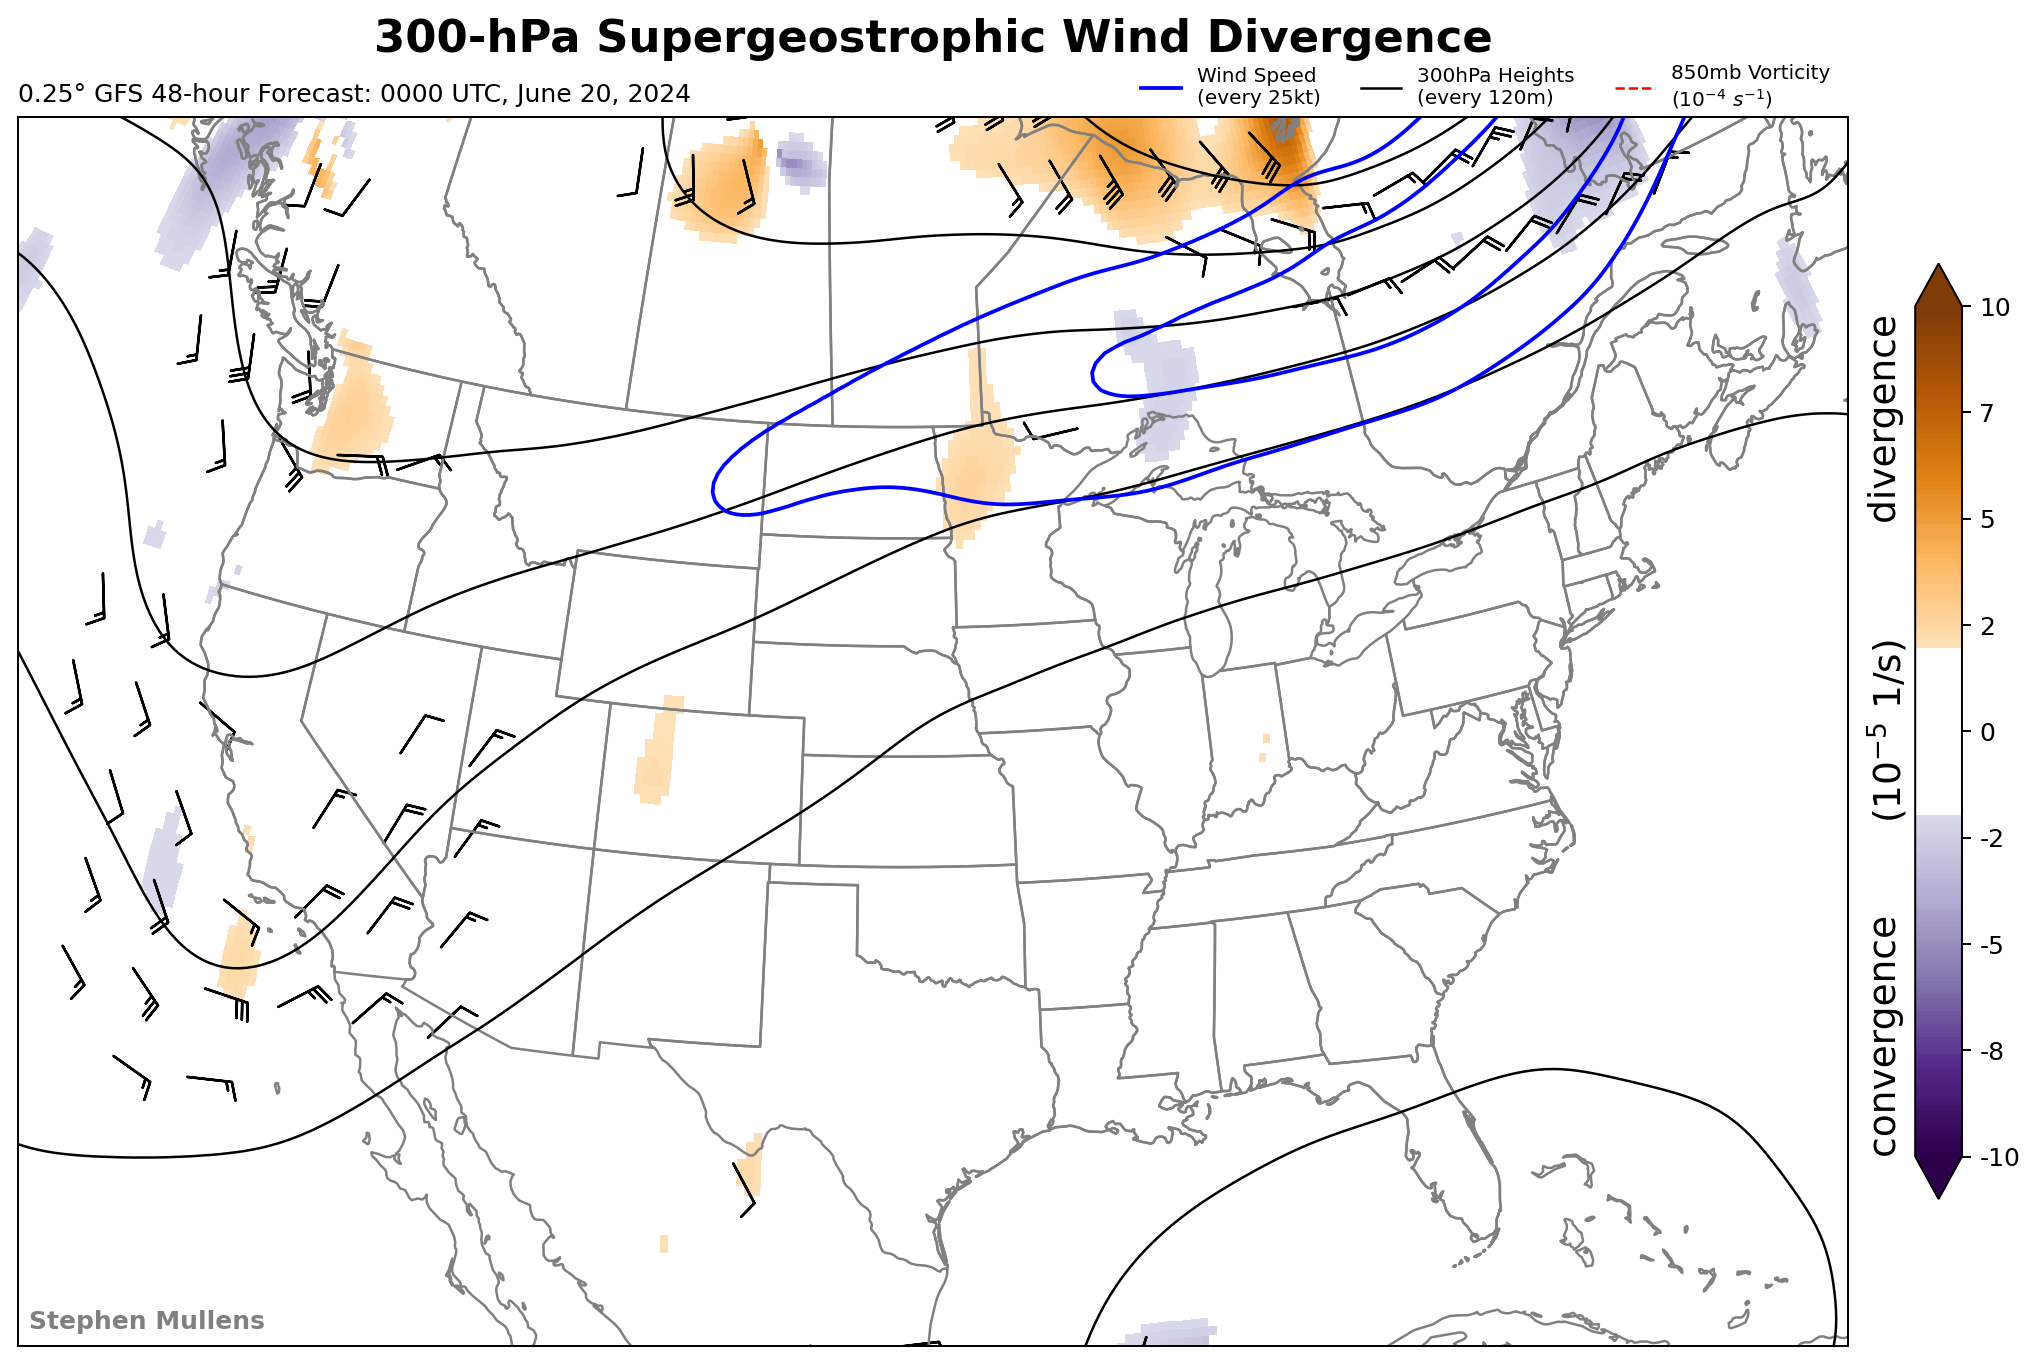 300-hPa Supergeostrophic Wind Divergence
0.25° GFS 48-hour Forecast: 0000 UTC, June 20, 2024
Wind Speed
(every 25kt)
300hPa Heights
(every 120m)
850mb Vorticity
(10⁻⁴ s⁻¹)
10
7
5
2
0
-2
-5
-8
-10
convergence (10⁻⁵ 1/s) divergence
Stephen Mullens